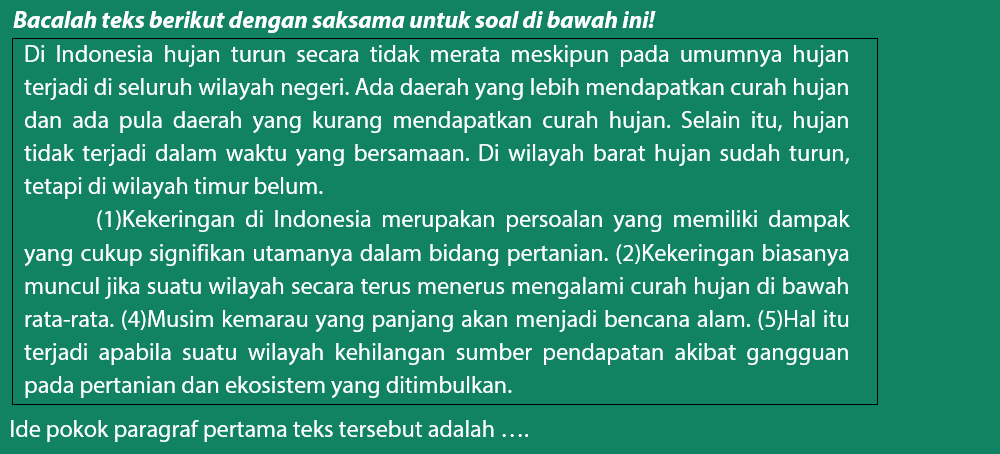 Bacalah teks berikut dengan saksama untuk soal di bawah ini!
Di Indonesia hujan turun secara tidak merata meskipun pada umumnya hujan
terjadi di seluruh wilayah negeri. Ada daerah yang lebih mendapatkan curah hujan
dan ada pula daerah yang kurang mendapatkan curah hujan. Selain itu, hujan
tidak terjadi dalam waktu yang bersamaan. Di wilayah barat hujan sudah turun,
tetapi di wilayah timur belum.
(1)Kekeringan di Indonesia merupakan persoalan yang memiliki dampak
yang cukup signifikan utamanya dalam bidang pertanian. (2)Kekeringan biasanya
muncul jika suatu wilayah secara terus menerus mengalami curah hujan di bawah
rata-rata. (4)Musim kemarau yang panjang akan menjadi bencana alam. (5)Hal itu
terjadi apabila suatu wilayah kehilangan sumber pendapatan akibat gangguan
pada pertanian dan ekosistem yang ditimbulkan.
Ide pokok paragraf pertama teks tersebut adalah ….